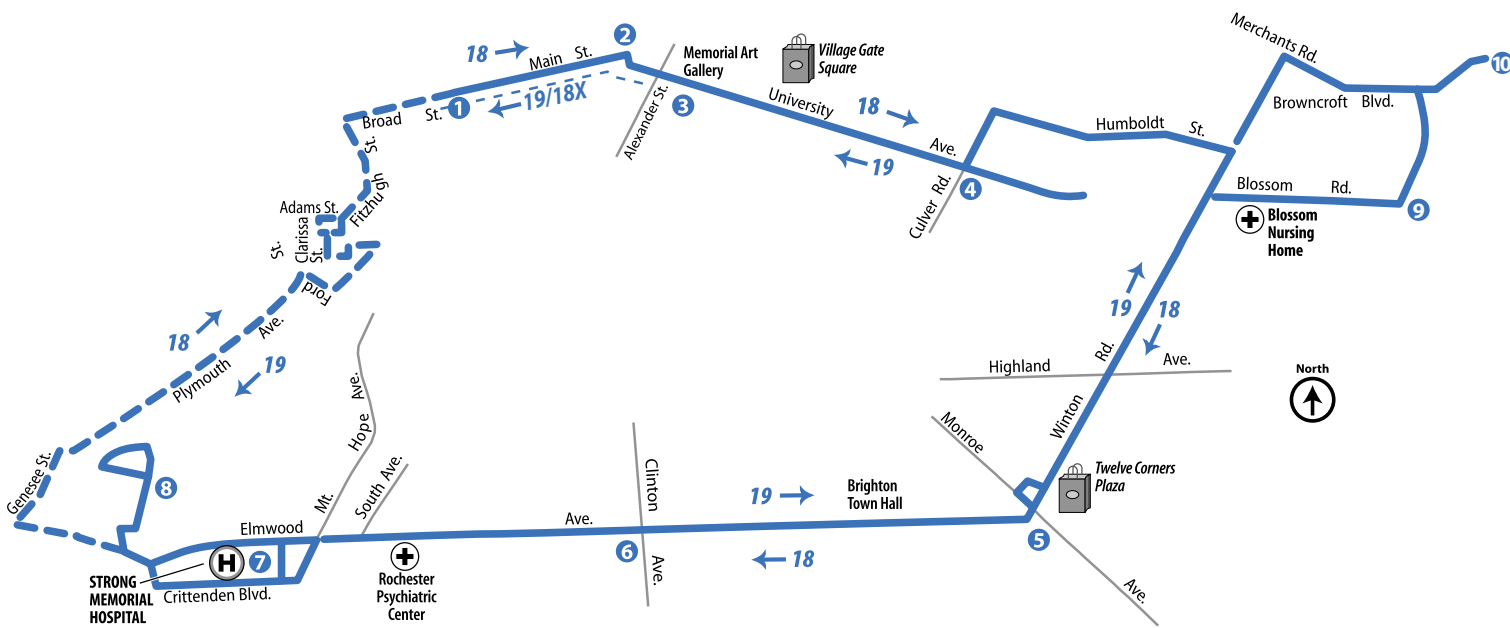 Merchants Rd.
2
18
Main St.
Memorial Art
Gallery
Village Gate
Square
10
19/18X
Browncroft Blvd.
1
3
University
18
Broad St.
St.
Alexander St.
Humboldt St.
Ave.
19
4
Culver Rd.
Blossom Rd.
9
Fitzhugh
Adams St.
Blossom
Nursing
Home
Clarissa
St.
St.
Ford
19
18
18
Ave.
Plymouth
19
Rd.
Highland Ave.
North
Mt. Hope Ave.
Winton
Monroe Ave.
South Ave.
Clinton Ave.
Genesee St.
8
Twelve Corners
Plaza
19
Brighton
Town Hall
Elmwood Ave.
5
6
7
H
18
STRONG
MEMORIAL
HOSPITAL
Crittenden Blvd.
Rochester
Psychiatric
Center